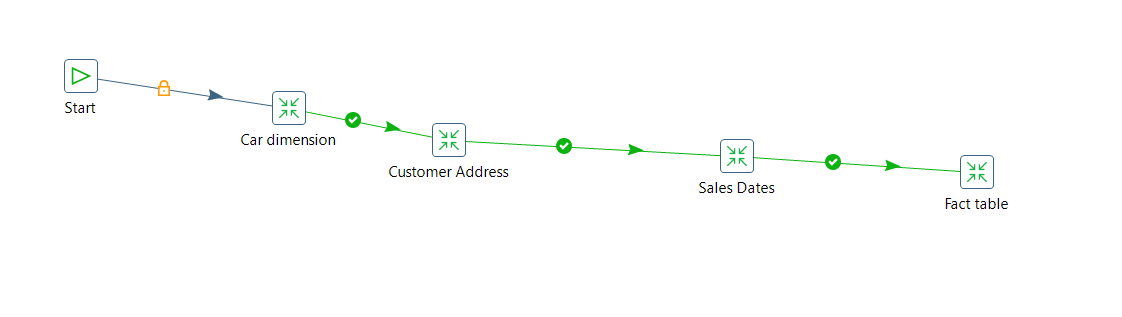 Start
Car dimension
Customer Address
Sales Dates
Fact table